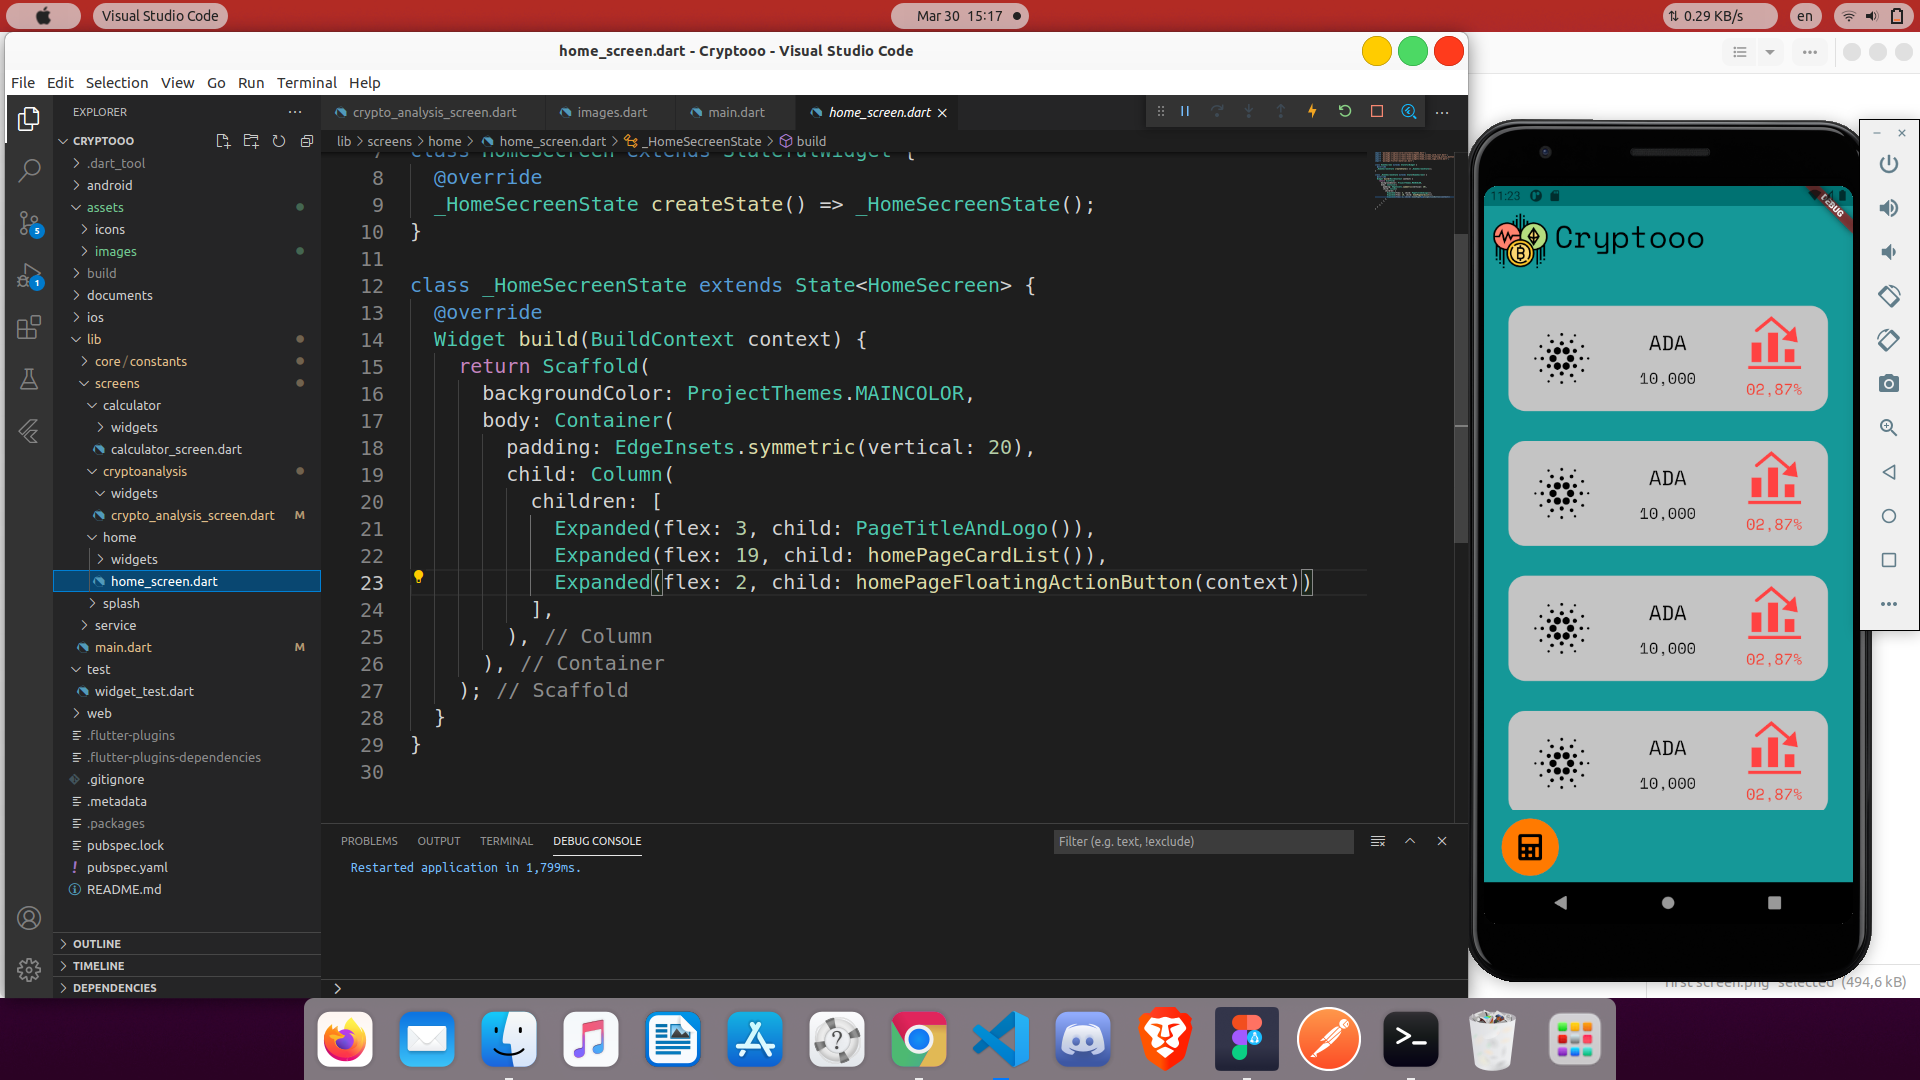 Visual Studio Code
Mar 30  15:17
0.29 KB/s
en
home_screen.dart - Cryptooo - Visual Studio Code
File Edit Selection View Go Run Terminal Help
EXPLORER
CRYPTOOO
.dart_tool
android
assets
icons
images
build
documents
ios
lib
core/constants
screens
calculator
widgets
calculator_screen.dart
cryptoanalysis
widgets
crypto_analysis_screen.dart M
home
widgets
home_screen.dart
splash
service
main.dart M
test
widget_test.dart
web
.flutter-plugins
.flutter-plugins-dependencies
.gitignore
.metadata
.packages
pubspec.lock
pubspec.yaml
README.md
OUTLINE
TIMELINE
DEPENDENCIES
5
1
crypto_analysis_screen.dart images.dart main.dart home_screen.dart
lib > screens > home > home_screen.dart > _HomeSecreenState > build
7 class HomeSecreen extends StatefulWidget {
8 @override
9 _HomeSecreenState createState() => _HomeSecreenState();
10 }
11
12 class _HomeSecreenState extends State<HomeSecreen> {
13 @override
14 Widget build(BuildContext context) {
15 return Scaffold(
16 backgroundColor: ProjectThemes.MAINCOLOR,
17 body: Container(
18 padding: EdgeInsets.symmetric(vertical: 20),
19 child: Column(
20 children: [
21 Expanded(flex: 3, child: PageTitleAndLogo()),
22 Expanded(flex: 19, child: homePageCardList()),
23 Expanded(flex: 2, child: homePageFloatingActionButton(context))
24 ],
25 ), // Column
26 ), // Container
27 ); // Scaffold
28 }
29 }
30
PROBLEMS OUTPUT TERMINAL DEBUG CONSOLE
Filter (e.g. text, !exclude)
Restarted application in 1,799ms.
11:23
DEBUG
Cryptooo
ADA
10,000
02,87%
ADA
10,000
02,87%
ADA
10,000
02,87%
ADA
10,000
02,87%
"first screen.png" selected (494,6 kB)